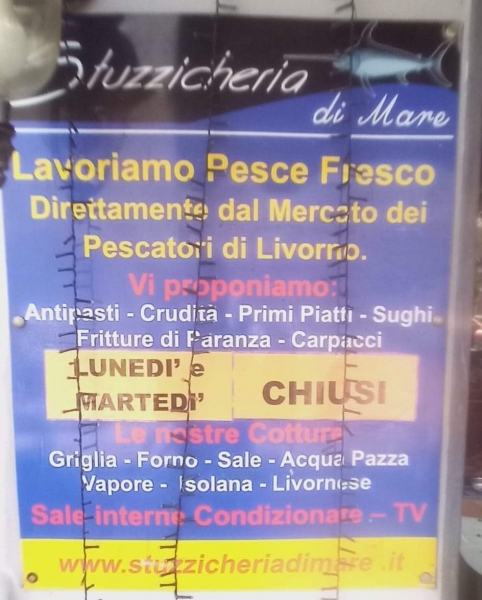 Stuzzicheria
di Mare
Lavoriamo Pesce Fresco
Direttamente dal Mercato dei
Pescatori di Livorno.
Vi proponiamo:
Antipasti - Crudità - Primi Piatti - Sughi
Fritture di Paranza - Carpacci
LUNEDI' e
MARTEDI'
CHIUSI
Le nostre Cotture
Griglia - Forno - Sale - Acqua Pazza
Vapore - Isolana - Livornese
Sale interne Condizionate – TV
www.stuzzicheriadimare.it